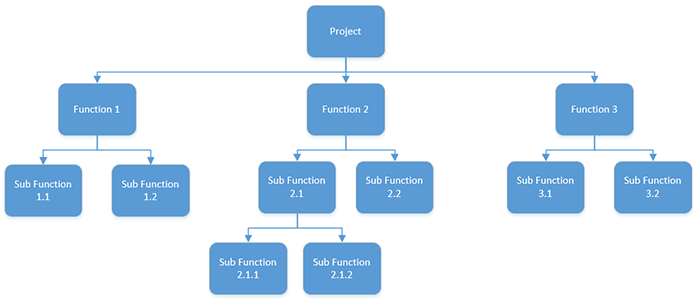 Project
Function 1
Function 2
Function 3
Sub Function
1.1
Sub Function
1.2
Sub Function
2.1
Sub Function
2.2
Sub Function
3.1
Sub Function
3.2
Sub Function
2.1.1
Sub Function
2.1.2